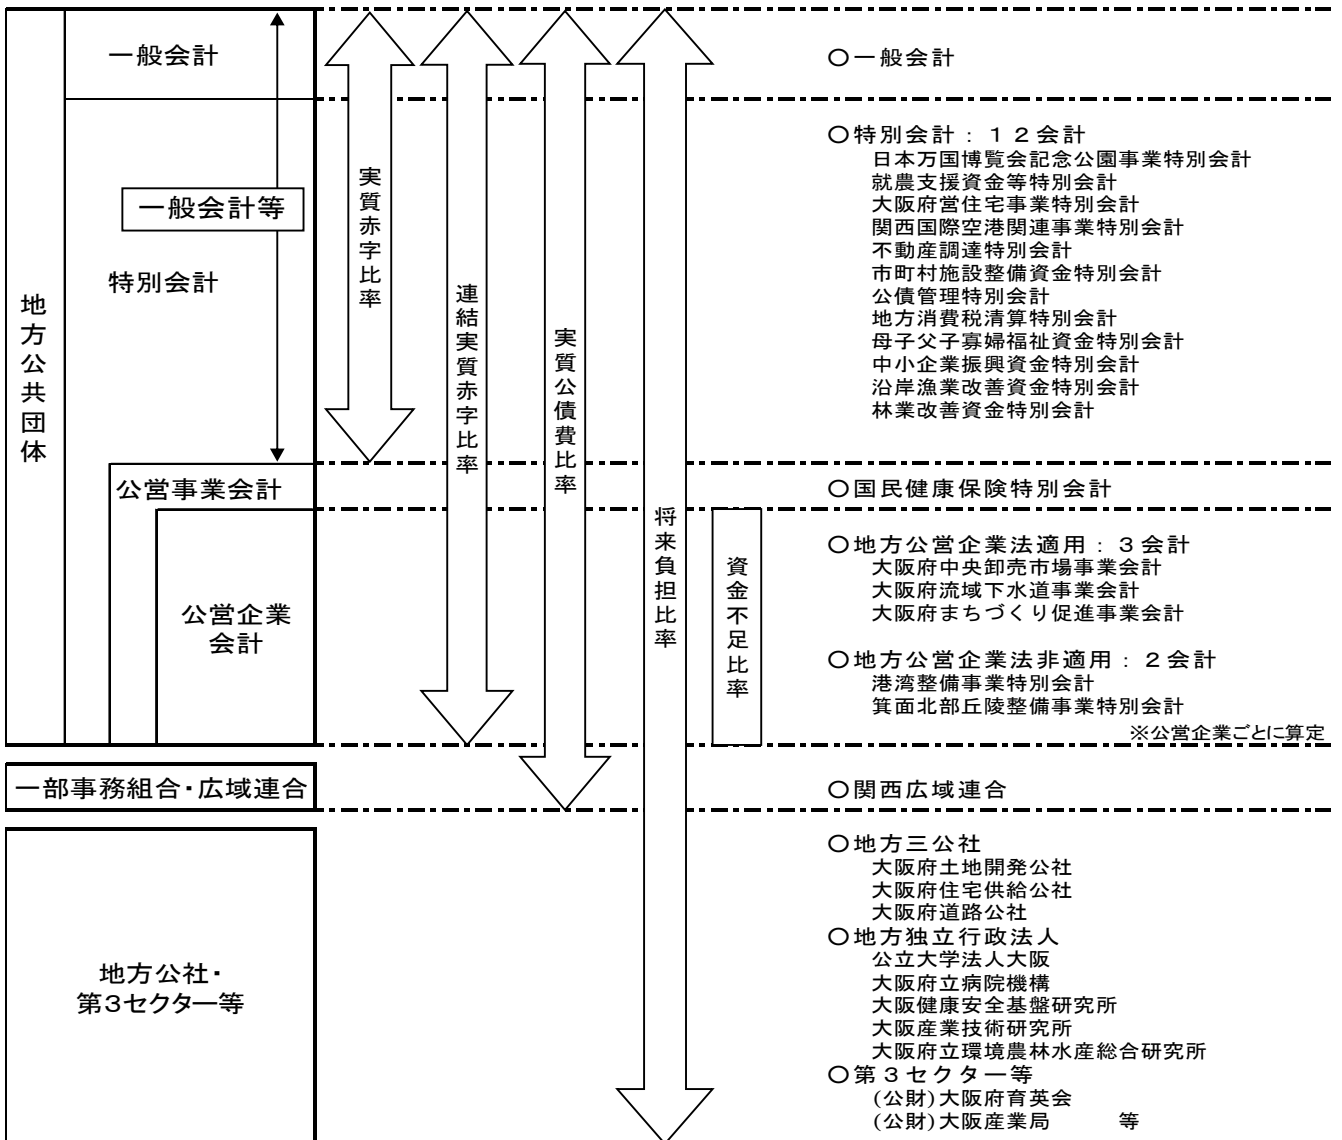 一般会計
特別会計
一般会計等
地方公共団体
公営事業会計
公営企業
会計
一部事務組合・広域連合
地方公社・
第3セクター等
実質赤字比率
連結実質赤字比率
実質公債費比率
将来負担比率
資金不足比率
〇一般会計
〇特別会計：１２会計
日本万国博覧会記念公園事業特別会計
就農支援資金等特別会計
大阪府営住宅事業特別会計
関西国際空港関連事業特別会計
不動産調達特別会計
市町村施設整備資金特別会計
公債管理特別会計
地方消費税清算特別会計
母子父子寡婦福祉資金特別会計
中小企業振興資金特別会計
沿岸漁業改善資金特別会計
林業改善資金特別会計
〇国民健康保険特別会計
〇地方公営企業法適用：３会計
大阪府中央卸売市場事業会計
大阪府流域下水道事業会計
大阪府まちづくり促進事業会計
〇地方公営企業法非適用：２会計
港湾整備事業特別会計
箕面北部丘陵整備事業特別会計
※公営企業ごとに算定
〇関西広域連合
〇地方三公社
大阪府土地開発公社
大阪府住宅供給公社
大阪府道路公社
〇地方独立行政法人
公立大学法人大阪
大阪府立病院機構
大阪健康安全基盤研究所
大阪産業技術研究所
大阪府立環境農林水産総合研究所
〇第３セクター等
(公財)大阪府育英会
(公財)大阪産業局　　　等